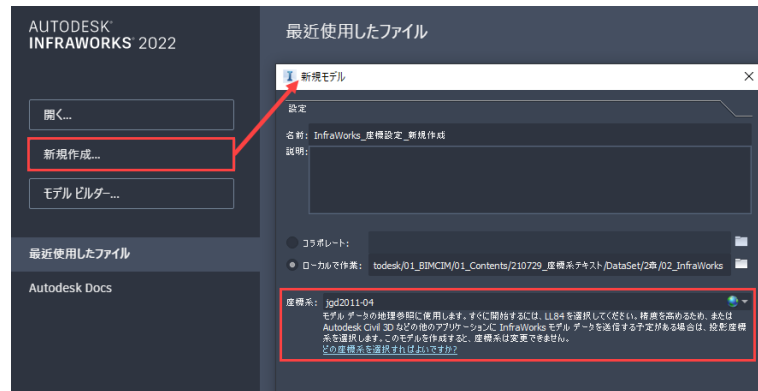 AUTODESK®
INFRAWORKS® 2022
最近使用したファイル
新規モデル
開く...
新規作成...
モデル ビルダー...
最近使用したファイル
Autodesk Docs
設定
名前: InfraWorks_座標設定_新規作成
説明:
コラボレート:
ローカルで作業: todesk/01_BIMCIM/01_Contents/210729_座標系テキスト/DataSet/2章/02_InfraWorks
座標系: jgd2011-04
モデル データの地理参照に使用します。すぐに開始するには、LL84 を選択してください。精度を高めるため、または
Autodesk Civil 3D などの他のアプリケーションに InfraWorks モデル データを送信する予定がある場合は、投影座標
系を選択します。このモデルを作成すると、座標系は変更できません。
どの座標系を選択すればよいですか?